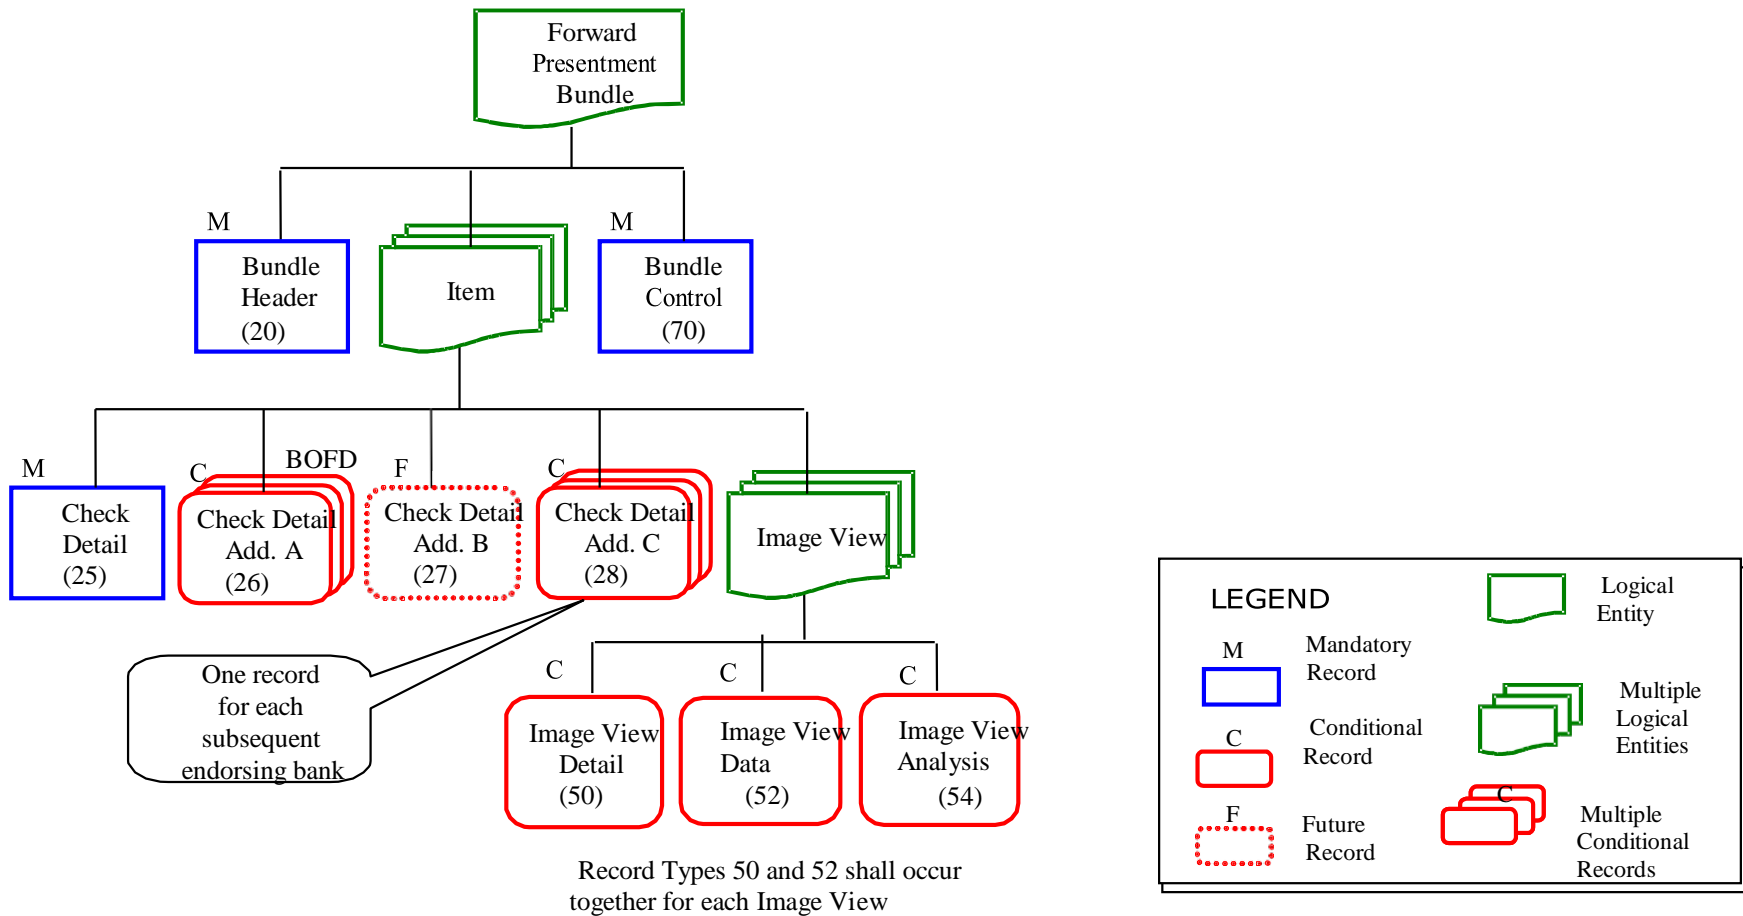 Forward
Presentment
Bundle
M
M
Bundle
Header
(20)
Item
Bundle
Control
(70)
M
C
BOFD
F
C
Check
Detail
(25)
Check Detail
Add. A
(26)
Check Detail
Add. B
(27)
Check Detail
Add. C
(28)
Image View
One record
for each
subsequent
endorsing bank
C
C
C
Image View
Detail
(50)
Image View
Data
(52)
Image View
Analysis
(54)
Record Types 50 and 52 shall occur
together for each Image View
LEGEND
M
Mandatory
Record
C
Conditional
Record
F
Future
Record
Logical
Entity
Multiple
Logical
Entities
C
Multiple
Conditional
Records